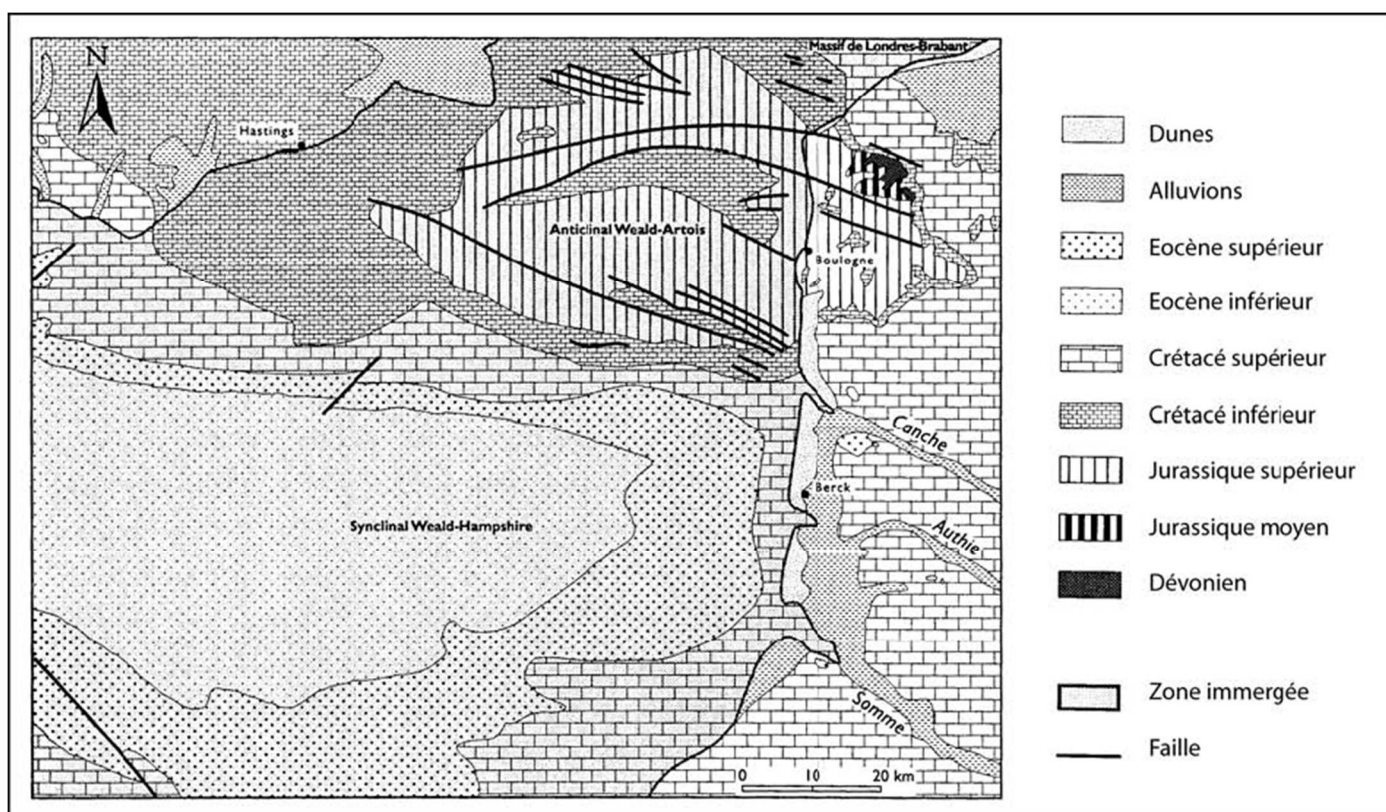 N
Massif de Londres-Brabant
Hastings
Anticlinal Weald-Artois
Boulogne
Canche
Berck
Synclinal Weald-Hampshire
Authie
Somme
0 10 20 km
Dunes
Alluvions
Eocène supérieur
Eocène inférieur
Crétacé supérieur
Crétacé inférieur
Jurassique supérieur
Jurassique moyen
Dévonien
Zone immergée
Faille